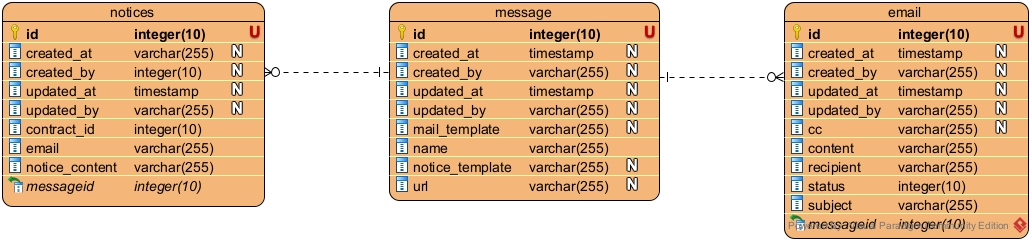 notices
id integer(10) U
created_at varchar(255) N
created_by integer(10) N
updated_at timestamp N
updated_by varchar(255) N
contract_id integer(10)
email varchar(255)
notice_content varchar(255)
messageid integer(10)
message
id integer(10) U
created_at timestamp N
created_by varchar(255) N
updated_at timestamp N
updated_by varchar(255) N
mail_template varchar(255) N
name varchar(255)
notice_template varchar(255) N
url varchar(255) N
email
id integer(10) U
created_at timestamp N
created_by varchar(255) N
updated_at timestamp N
updated_by varchar(255) N
cc varchar(255) N
content varchar(255)
recipient varchar(255)
status integer(10)
subject varchar(255)
messageid integer(10)
Edition